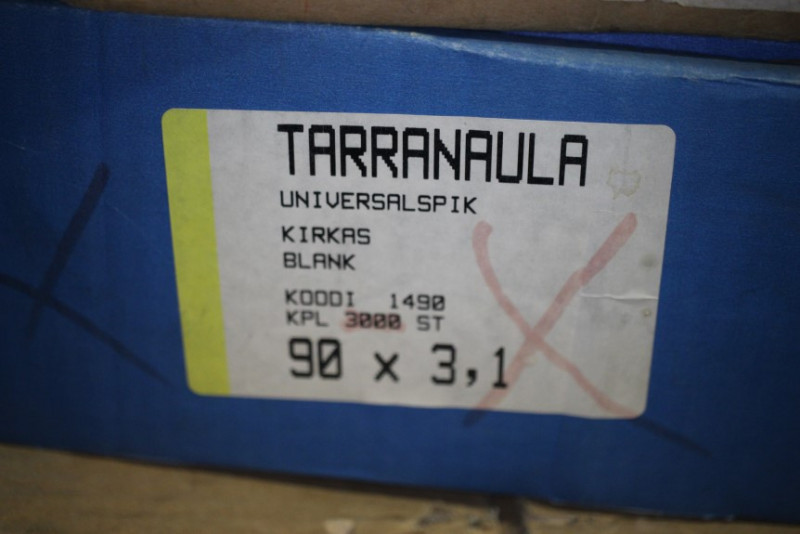 TARRANAULA
UNIVERSALSPIK
KIRKAS
BLANK
KOODI 1490
KPL 3000 ST
90 x 3,1